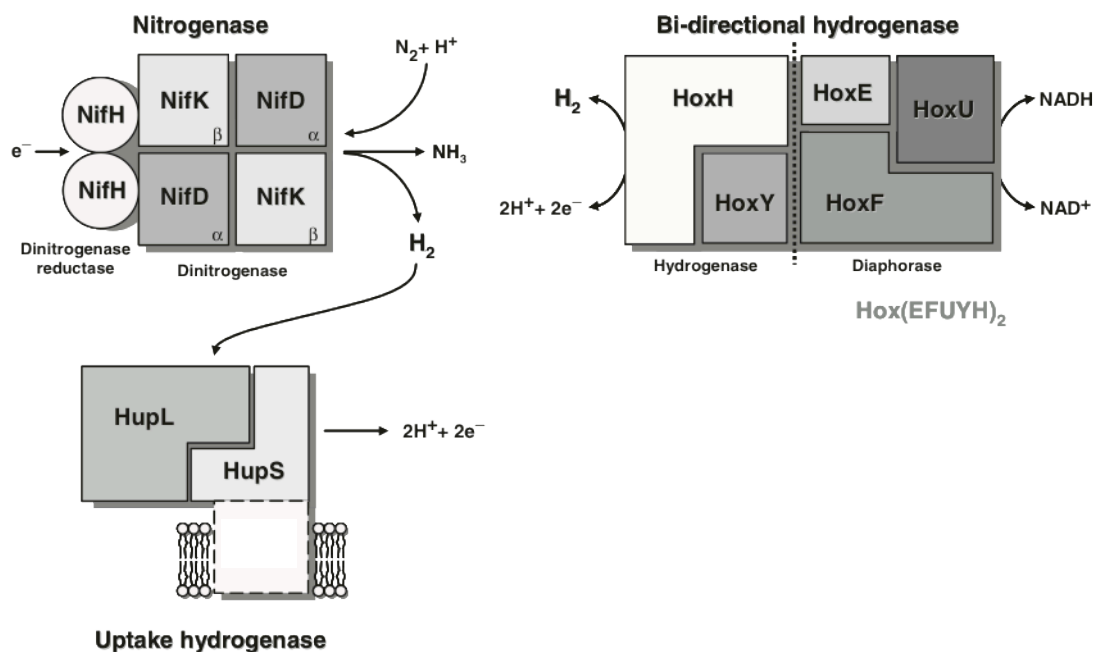 Nitrogenase
NifH
NifK
β
NifD
α
N₂+ H⁺
e⁻
NH₃
NifH
NifD
α
NifK
β
H₂
Dinitrogenase
reductase
Dinitrogenase
Bi-directional hydrogenase
H₂
HoxH
HoxE
HoxU
NADH
2H⁺+ 2e⁻
HoxY
HoxF
NAD⁺
Hydrogenase
Diaphorase
Hox(EFUYH)₂
HupL
HupS
2H⁺+ 2e⁻
Uptake hydrogenase